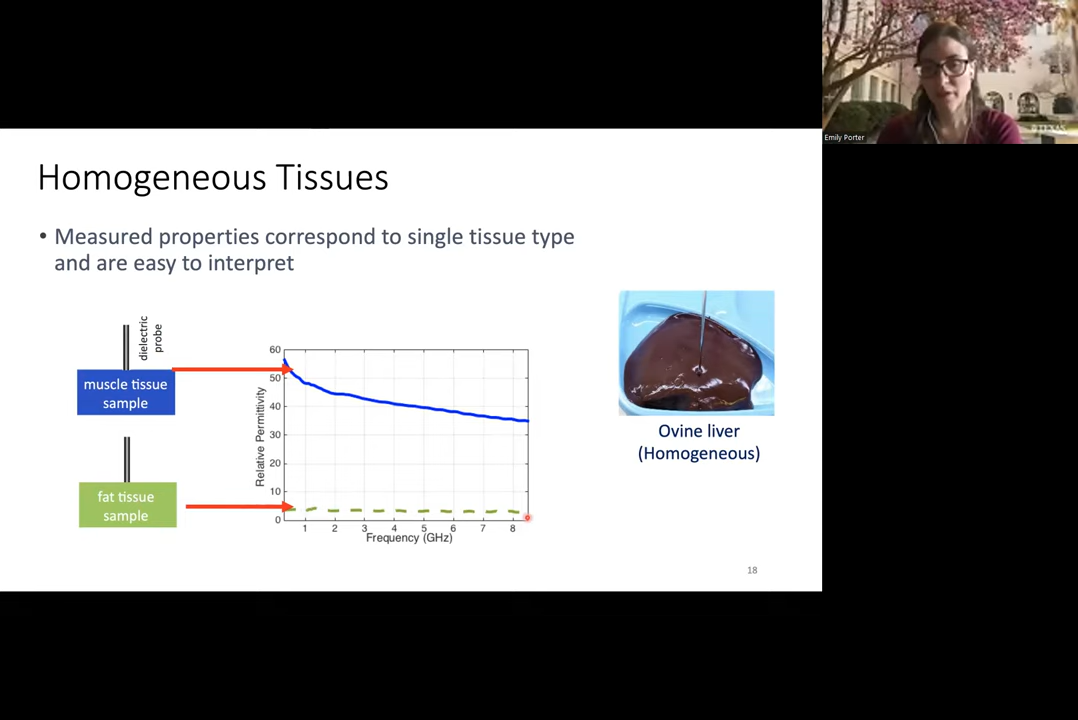 Emily Porter
Homogeneous Tissues
• Measured properties correspond to single tissue type
and are easy to interpret
dielectric
probe
muscle tissue
sample
fat tissue
sample
Relative Permittivity
60
50
40
30
20
10
0
1 2 3 4 5 6 7 8
Frequency (GHz)
Ovine liver
(Homogeneous)
18